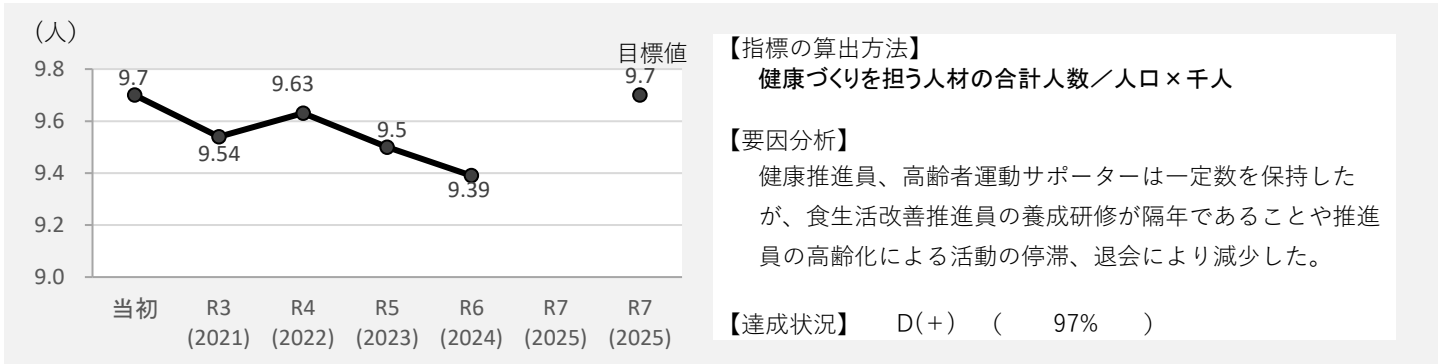 (人)
目標値
9.8
9.6
9.4
9.2
9.0
9.7
9.54
9.63
9.5
9.39
9.7
当初 R3 R4 R5 R6 R7 R7
(2021) (2022) (2023) (2024) (2025) (2025)
【指標の算出方法】
健康づくりを担う人材の合計人数／人口×千人
【要因分析】
健康推進員、高齢者運動サポーターは一定数を保持した
が、食生活改善推進員の養成研修が隔年であることや推進
員の高齢化による活動の停滞、退会により減少した。
【達成状況】 D(+) ( 97% )